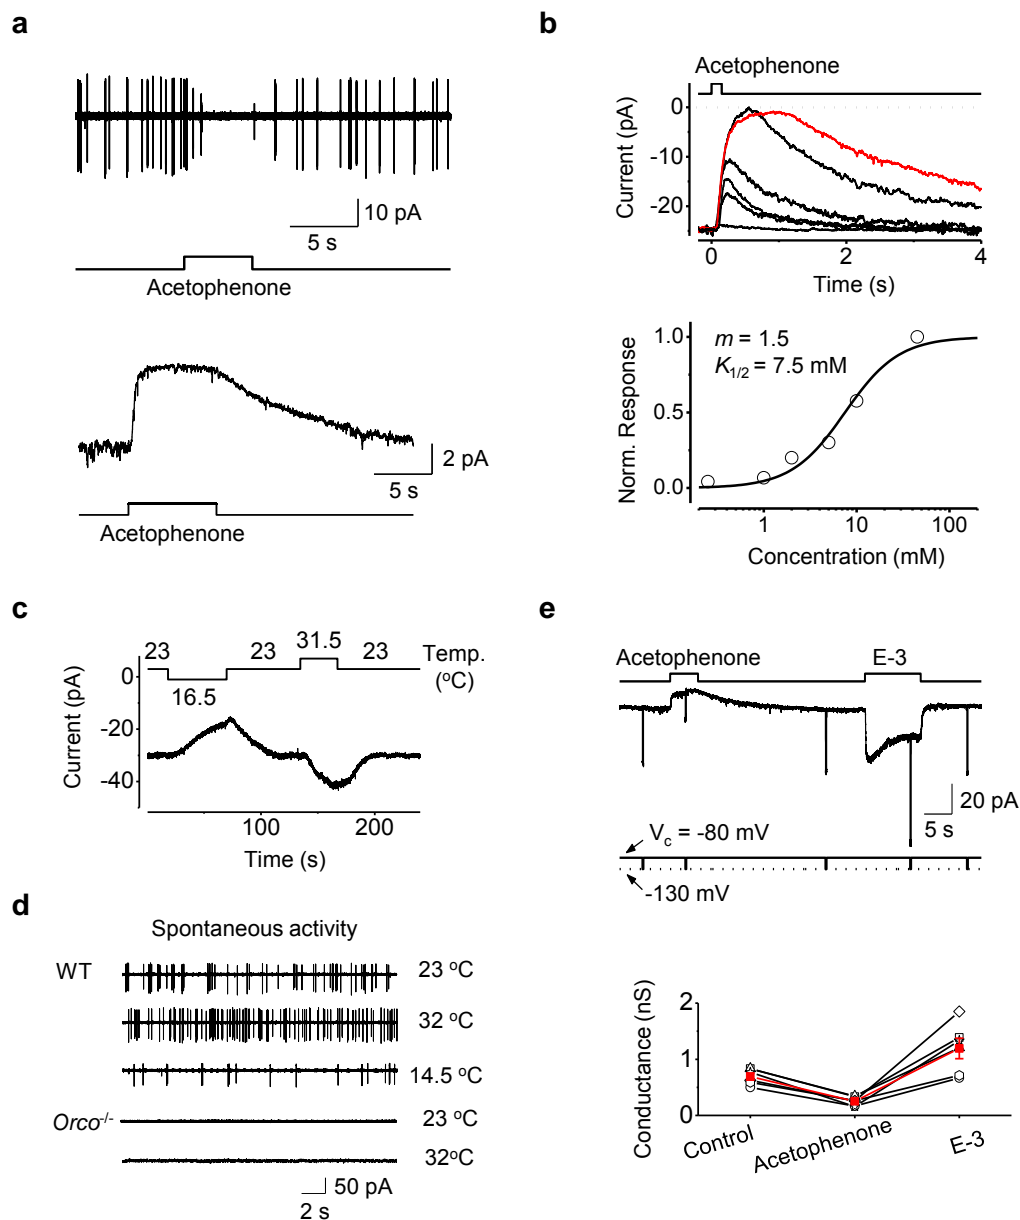 a
10 pA
5 s
Acetophenone
2 pA
5 s
Acetophenone
b
Acetophenone
0
-10
-20
Current (pA)
0
2
4
Time (s)
1.0
0.5
0.0
Norm. Response
m = 1.5
K1/2 = 7.5 mM
1
10
100
Concentration (mM)
c
23
16.5
23
31.5
23
Temp.
(oC)
0
-20
-40
Current (pA)
100
200
Time (s)
d
Spontaneous activity
WT
23 oC
32 oC
14.5 oC
Orco-/-
23 oC
32oC
50 pA
2 s
e
Acetophenone
E-3
20 pA
5 s
Vc = -80 mV
-130 mV
2
1
0
Conductance (nS)
Control
Acetophenone
E-3